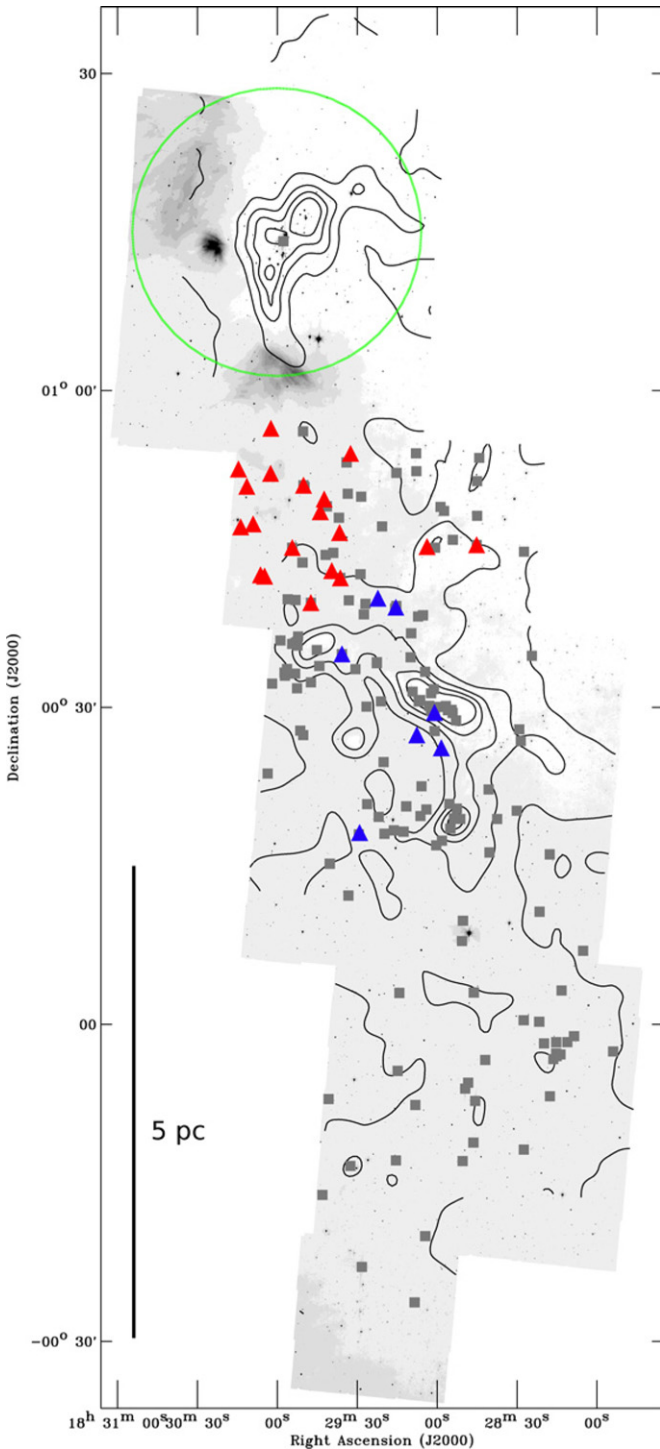 30
01° 00'
00° 30'
00
-00° 30'
Declination (J2000)
5 pc
18ʰ 31ᵐ 00ˢ 30ᵐ 30ˢ 00ˢ 29ᵐ 30ˢ 00ˢ 28ᵐ 30ˢ 00ˢ
Right Ascension (J2000)